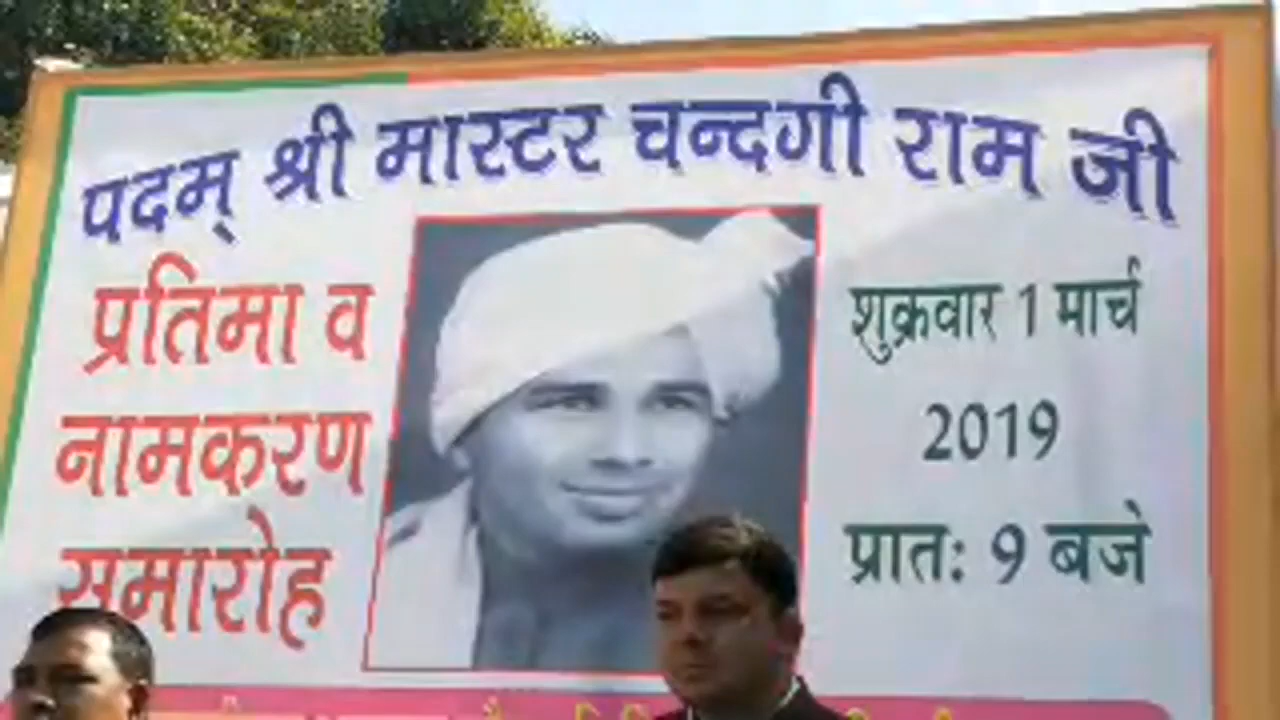 पदम् श्री मास्टर चन्दगी राम जी
प्रतिमा व
नामकरण
समारोह
शुक्रवार 1 मार्च
2019
प्रात: 9 बजे